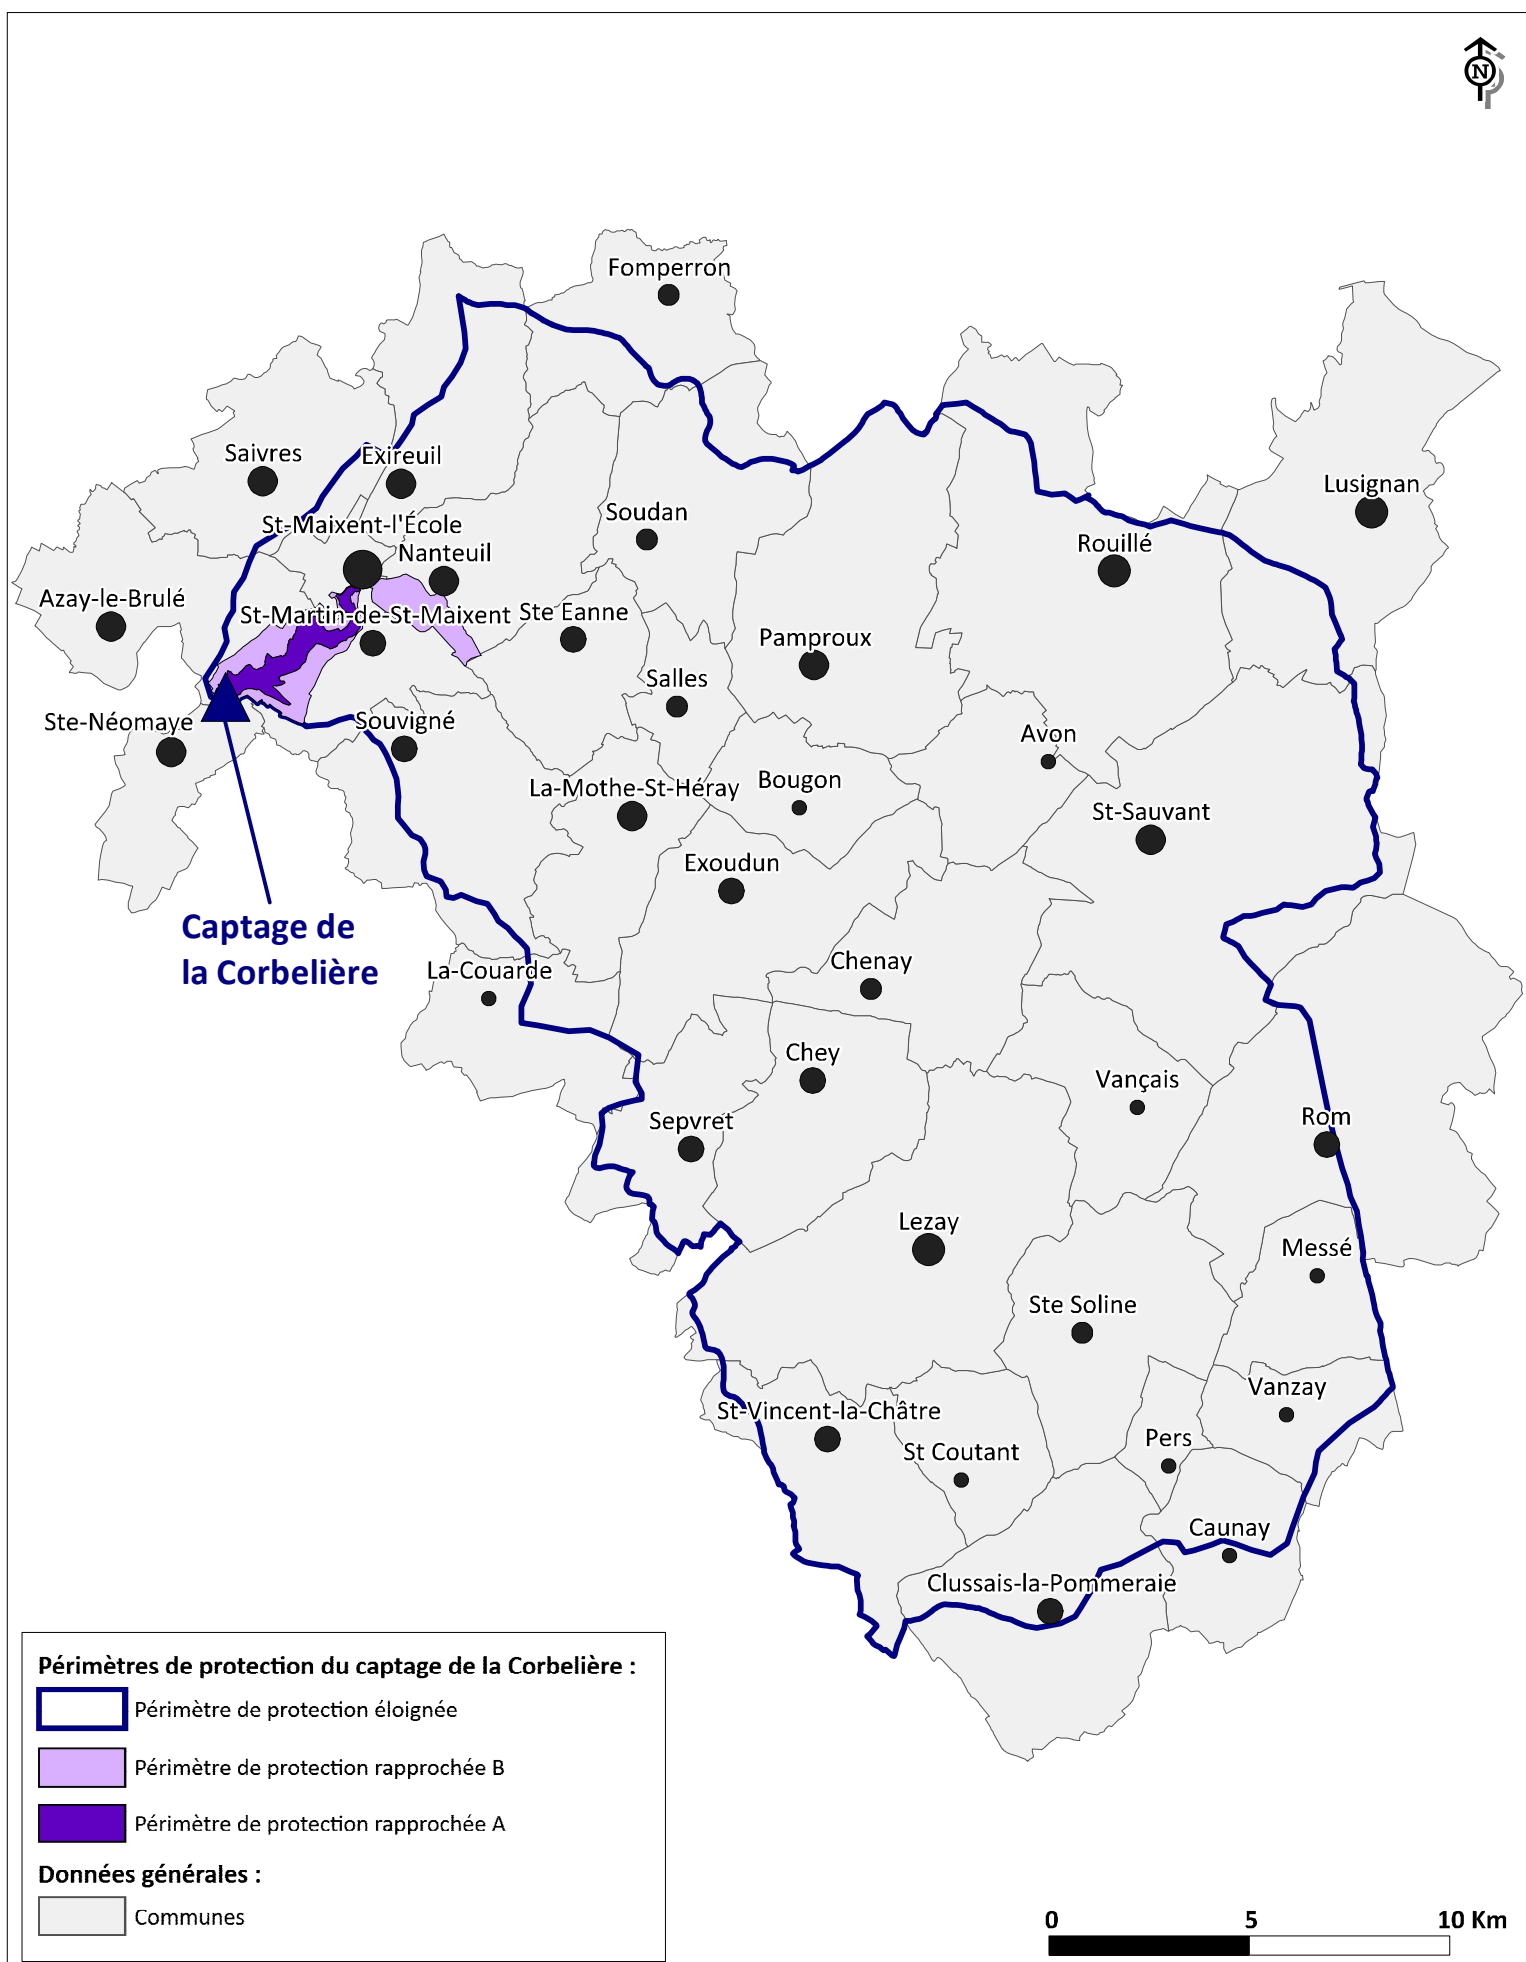 N
Fomperron
Saivres
Exireuil
Lusignan
Soudan
St-Maixent-l'École
Nanteuil
Rouillé
Azay-le-Brulé
St-Martin-de-St-Maixent
Ste Eanne
Pamproux
Salles
Ste-Néomaye
Souvigné
Avon
La-Mothe-St-Héray
Bougon
St-Sauvant
Exoudun
Captage de
la Corbelière
La-Couarde
Chenay
Chey
Vançais
Sepvret
Rom
Lezay
Messé
Ste Soline
Vanzay
St-Vincent-la-Châtre
St Coutant
Pers
Caunay
Clussais-la-Pommeraie
Périmètres de protection du captage de la Corbelière :
Périmètre de protection éloignée
Périmètre de protection rapprochée B
Périmètre de protection rapprochée A
Données générales :
Communes
0 5 10 Km